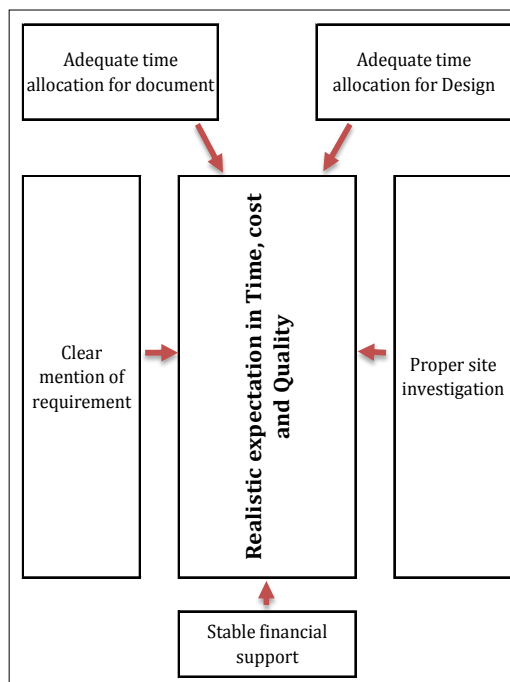 Adequate time
allocation for document
Adequate time
allocation for Design
Clear
mention of
requirement
Realistic expectation in Time, cost
and Quality
Proper site
investigation
Stable financial
support